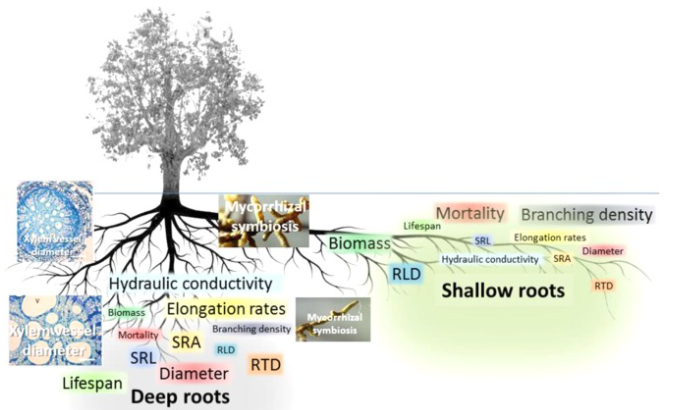 Mycorrhizal
symbiosis
Mortality
Branching density
Lifespan
Biomass
SRL
Elongation rates
Xylem vessel
diameter
Diameter
Hydraulic conductivity
SRA
RLD
Shallow roots
RTD
Hydraulic conductivity
Biomass
Elongation rates
Mycorrhizal
symbiosis
Xylem vessel
diameter
Mortality
SRA
Branching density
SRL
RLD
RTD
Diameter
Lifespan
Deep roots